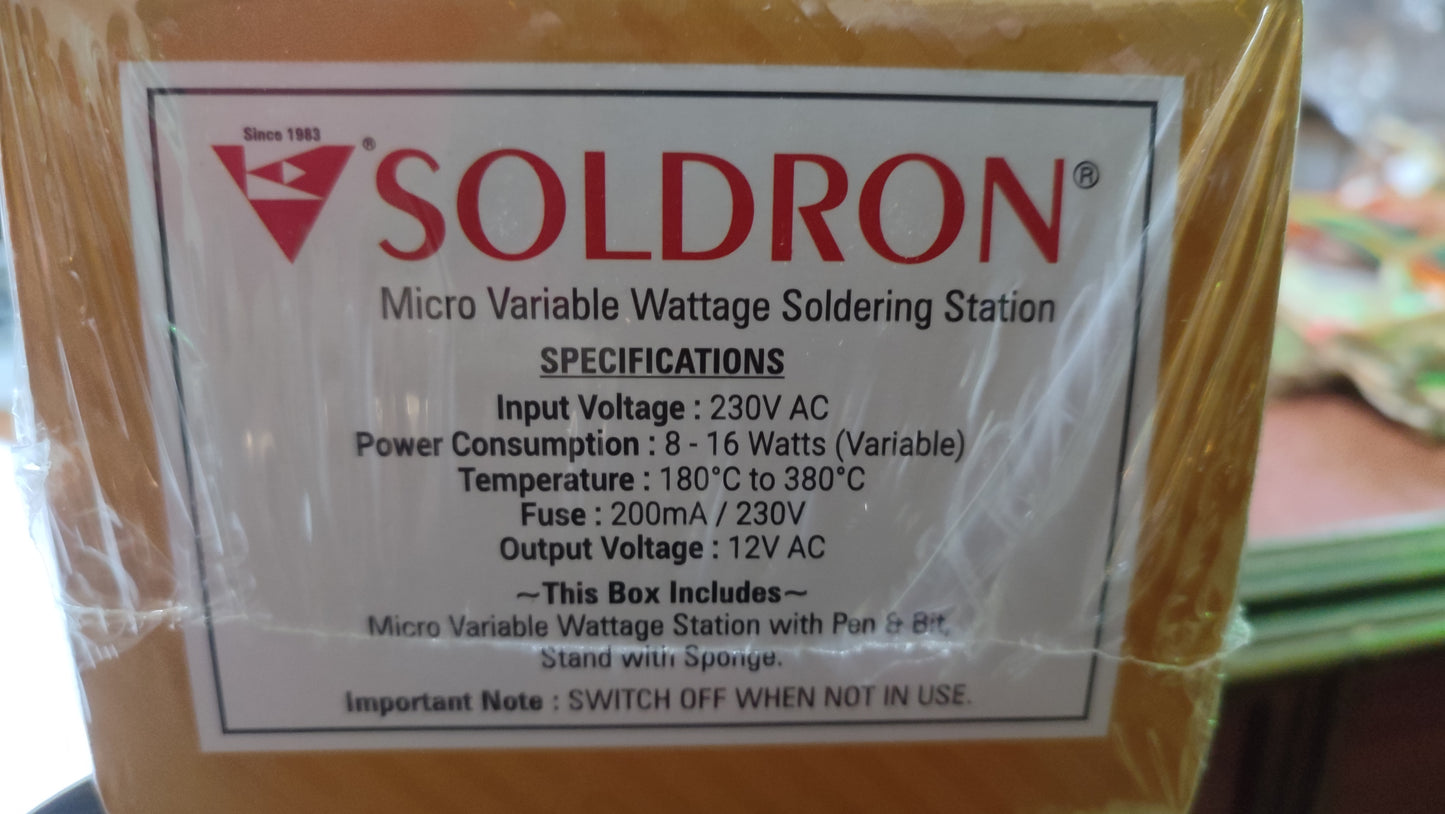 Since 1983
®
SOLDRON®
Micro Variable Wattage Soldering Station
SPECIFICATIONS
Input Voltage : 230V AC
Power Consumption : 8 - 16 Watts (Variable)
Temperature : 180°C to 380°C
Fuse : 200mA / 230V
Output Voltage : 12V AC
~This Box Includes~
Micro Variable Wattage Station with Pen & Bit,
Stand with Sponge.
Important Note : SWITCH OFF WHEN NOT IN USE.